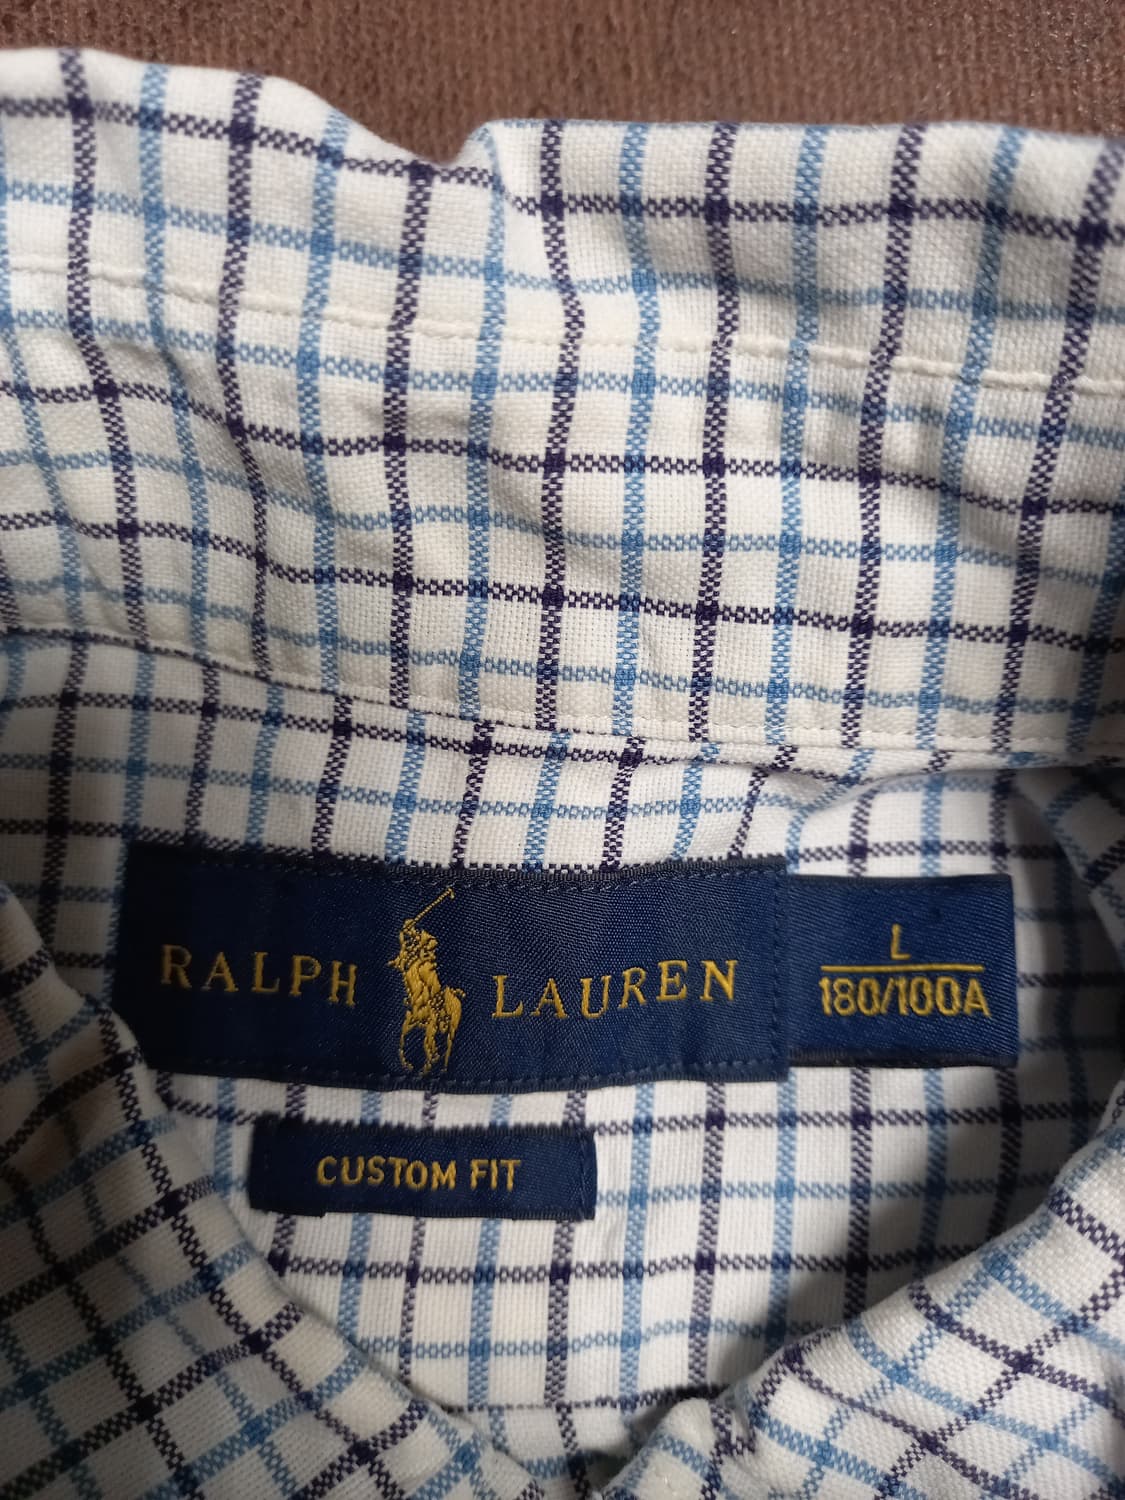 RALPH LAUREN
L
180/100A
CUSTOM FIT